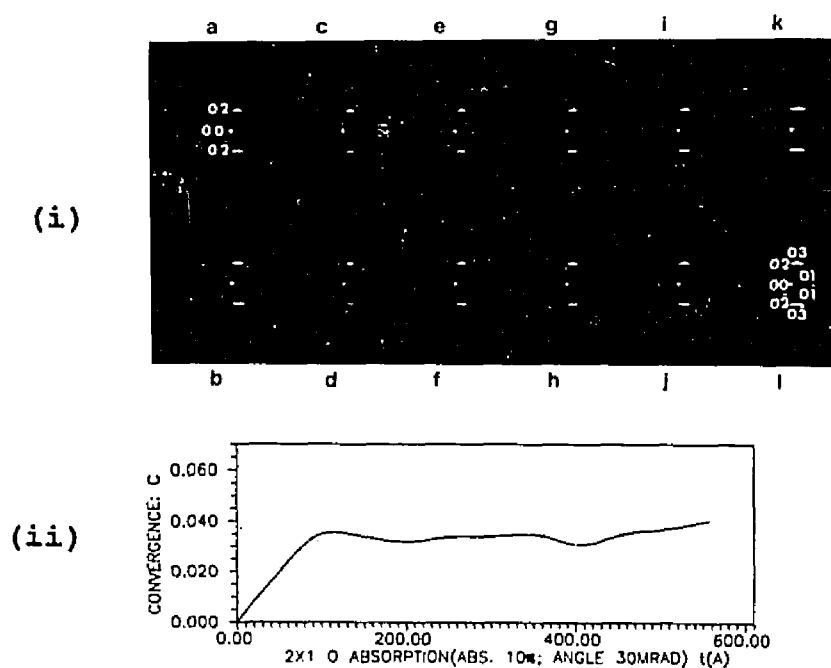 a c e g i k
02
00
02
(i)
03
02 01
00
02 01
03
b d f h j l
(ii)
CONVERGENCE: C
0.060
0.040
0.020
0.000
0.00 200.00 400.00 600.00
2X1 O ABSORPTION(ABS. 10%; ANGLE 30MRAD) t(A)